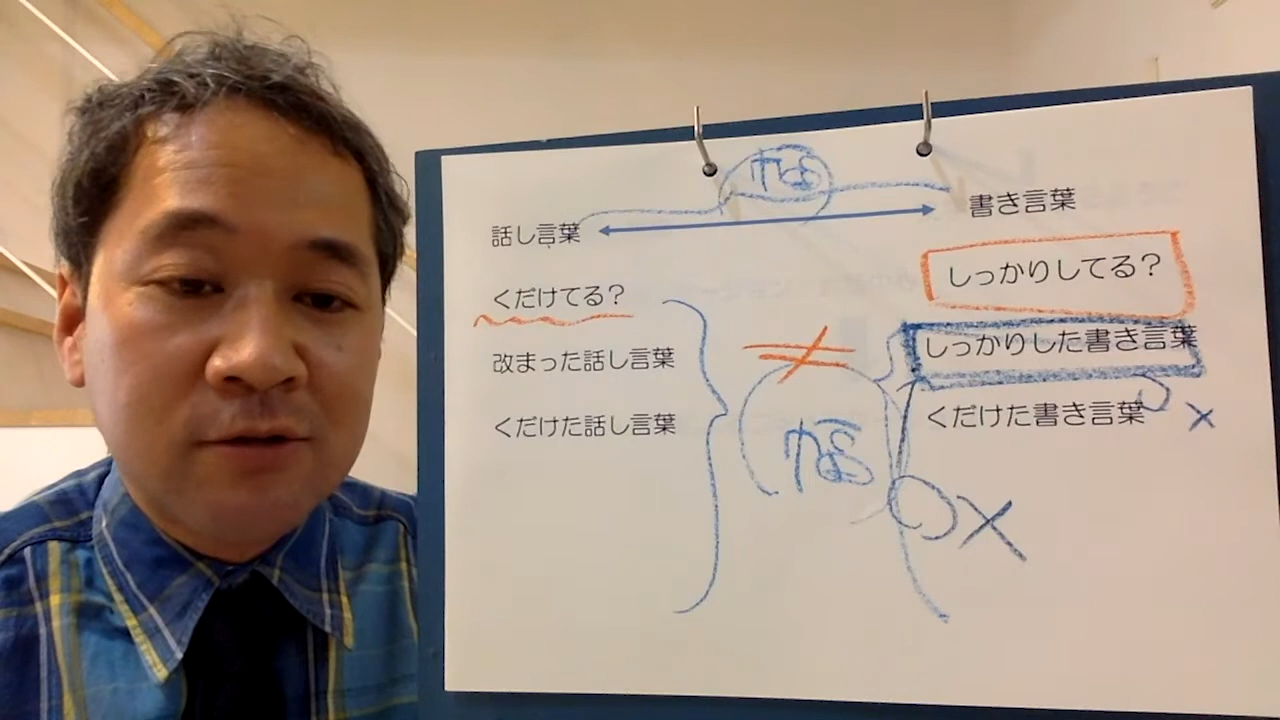 幅
話し言葉
書き言葉
くだけてる?
しっかりしてる?
改まった話し言葉
しっかりした書き言葉
くだけた話し言葉
くだけた書き言葉
×
≠
幅
○×